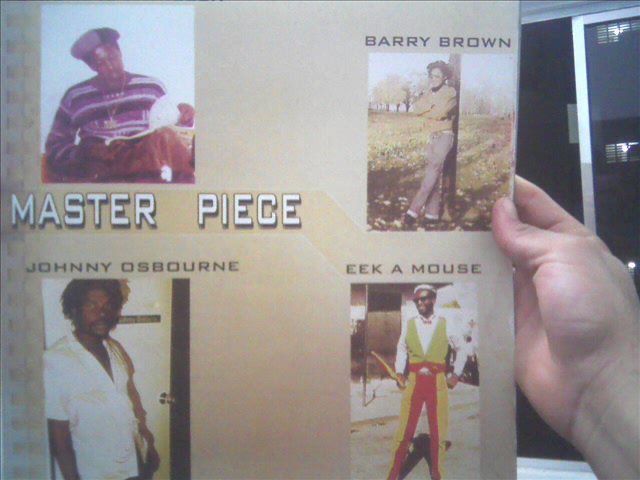 BARRY BROWN
MASTER PIECE
JOHNNY OSBOURNE
EEK A MOUSE